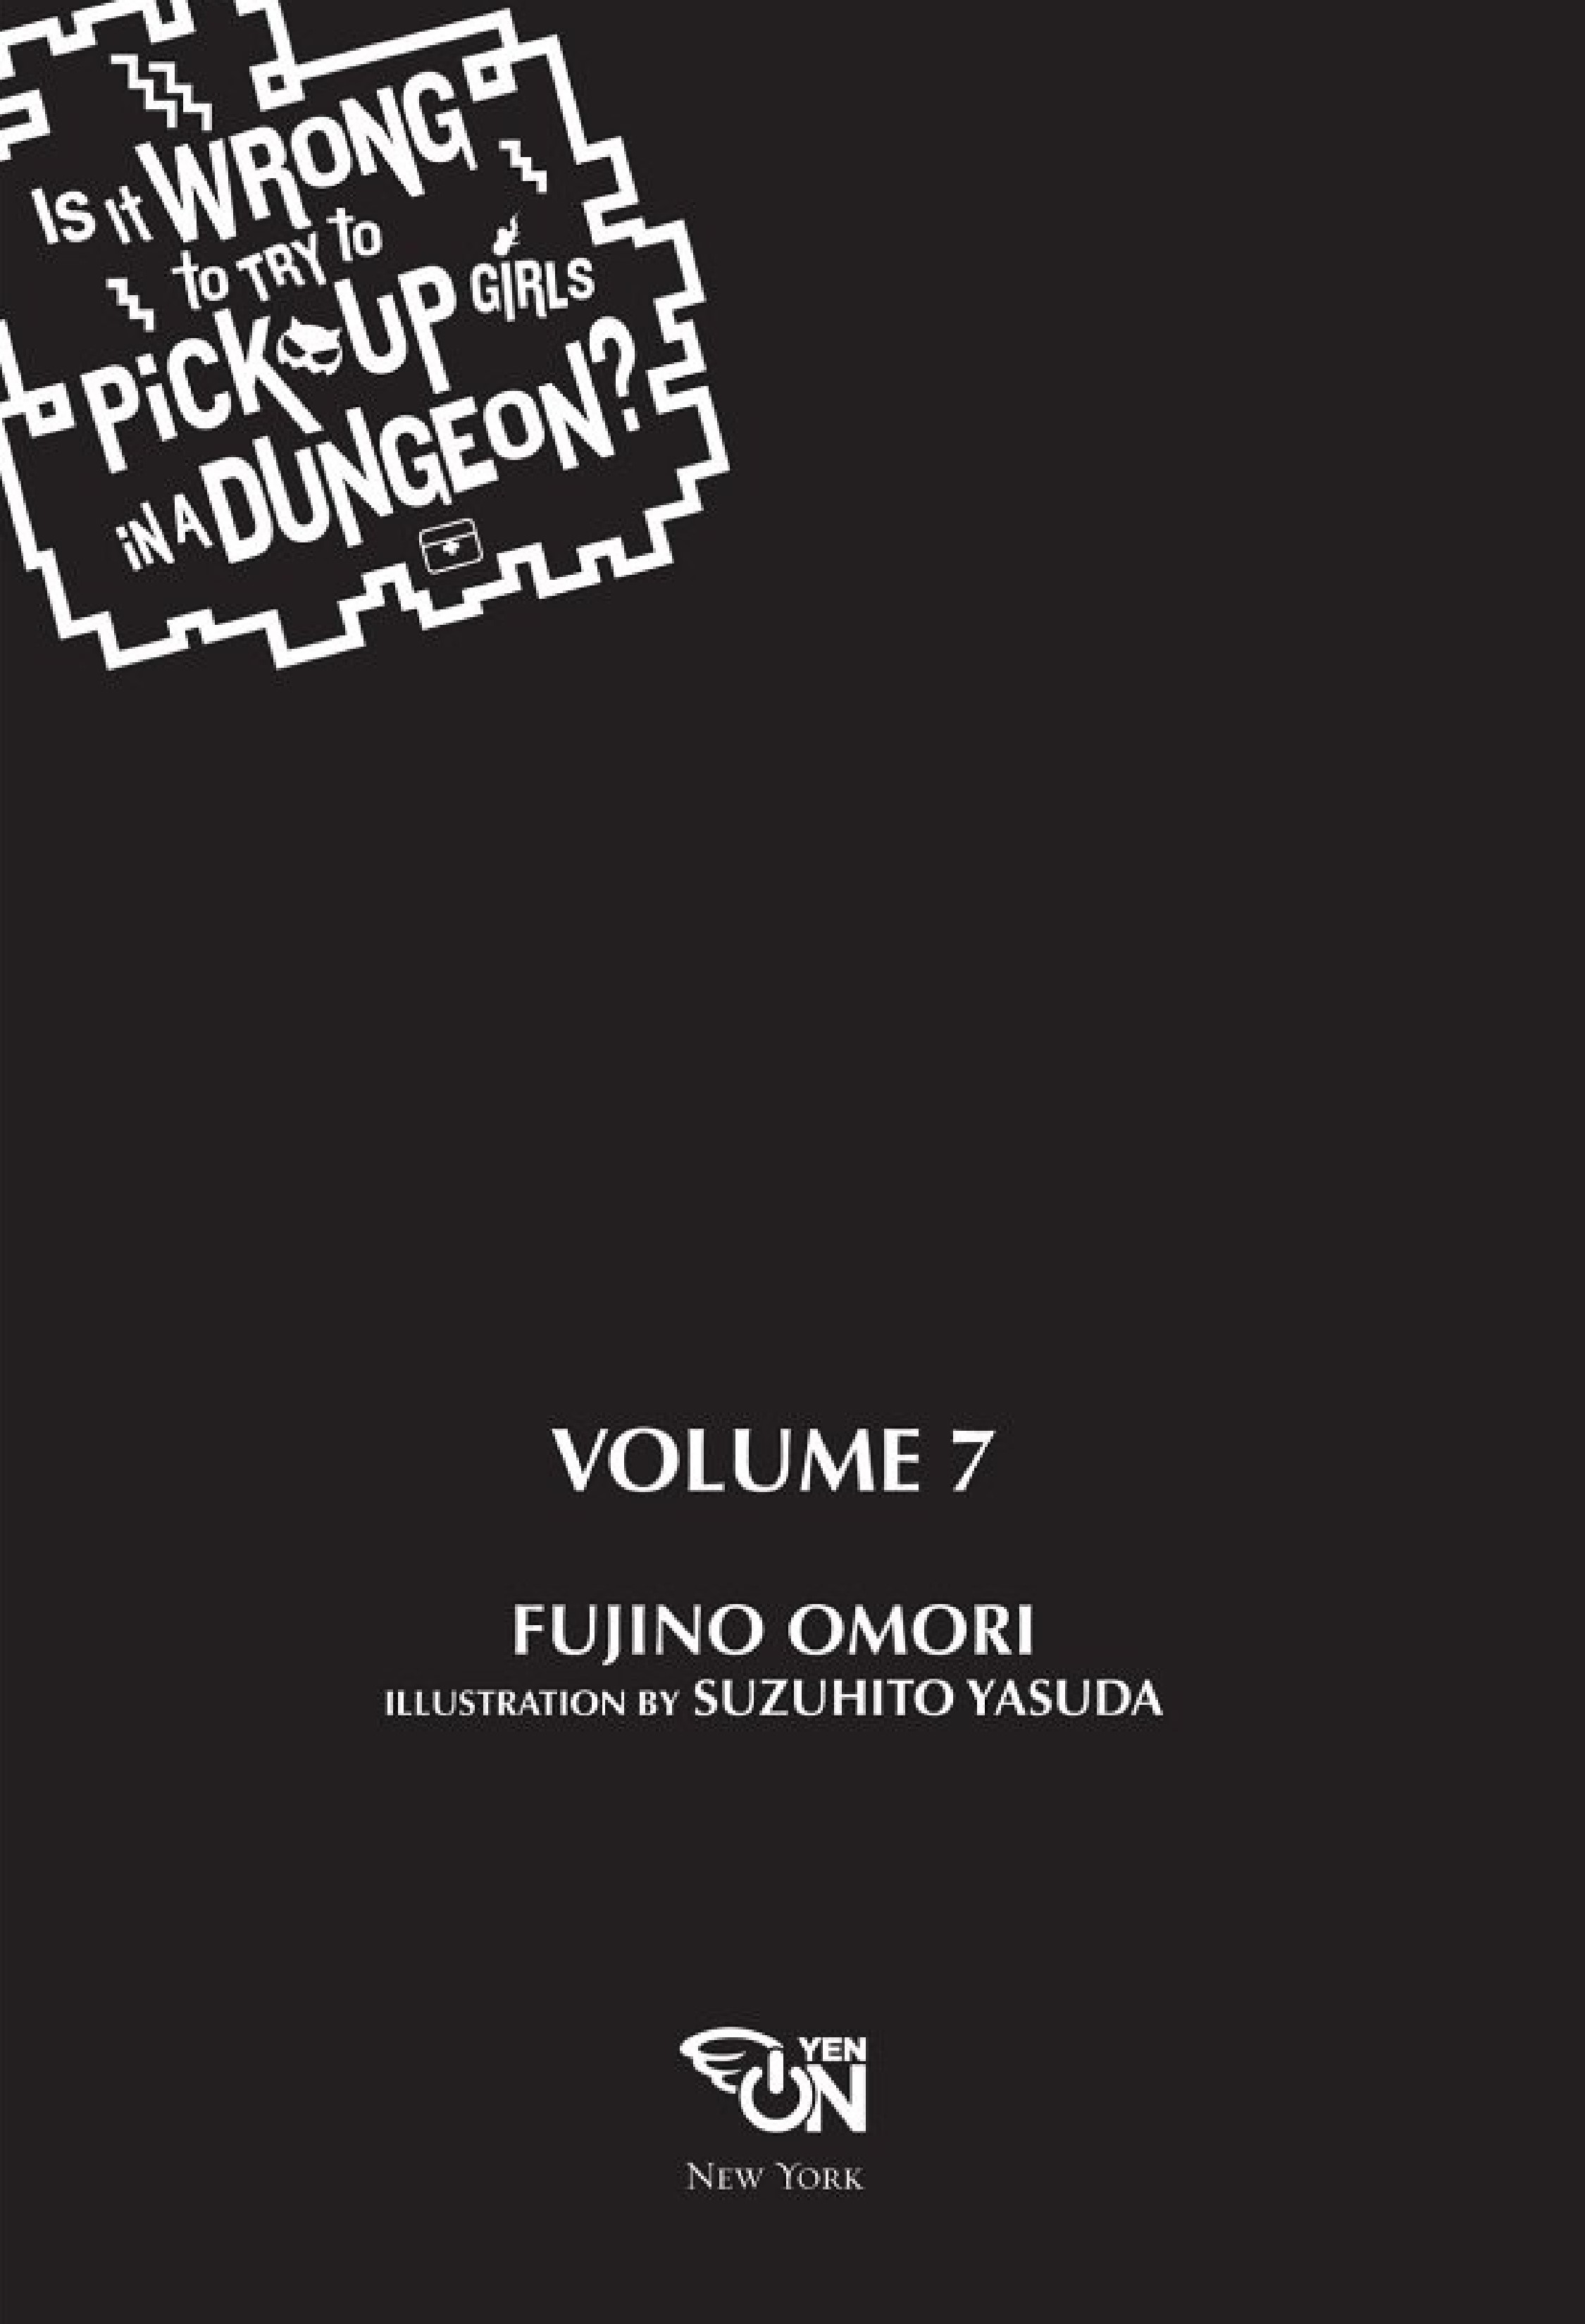 Is It WRONG
to TRY to
PiCK UP GIRLS
iN A DUNGEON?
VOLUME 7
FUJINO OMORI
ILLUSTRATION BY SUZUHITO YASUDA
YEN
ON
NEW YORK